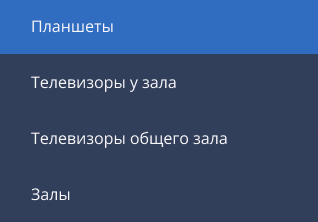 Планшеты
Телевизоры у зала
Телевизоры общего зала
Залы